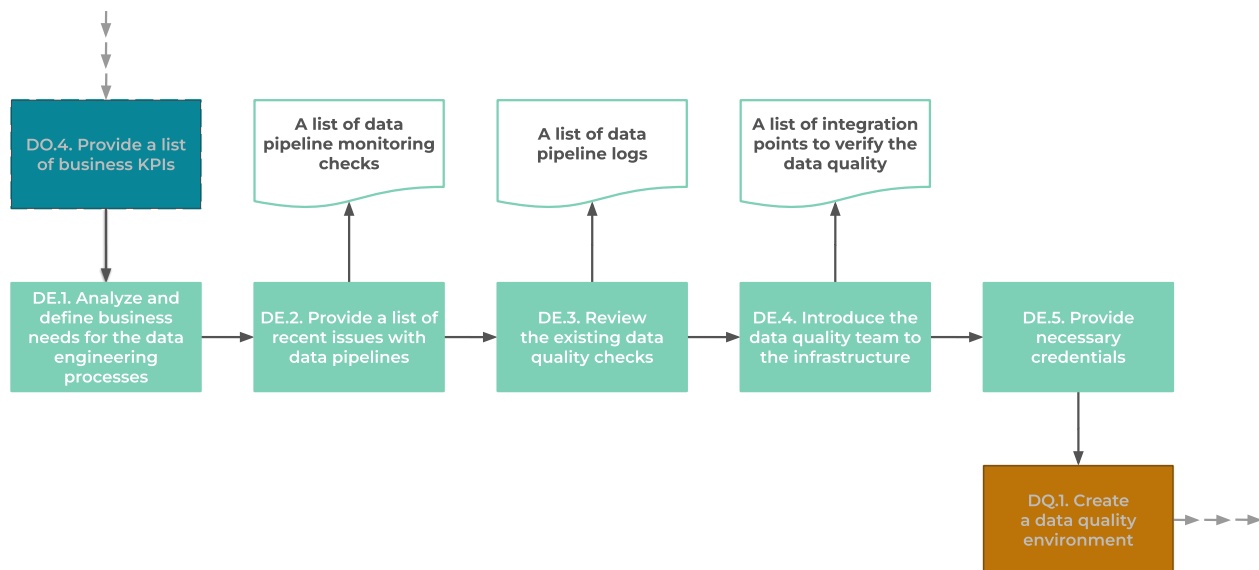 DO.4. Provide a list
of business KPIs
A list of data
pipeline monitoring
checks
A list of data
pipeline logs
A list of integration
points to verify the
data quality
DE.1. Analyze and
define business
needs for the data
engineering
processes
DE.2. Provide a list of
recent issues with
data pipelines
DE.3. Review
the existing data
quality checks
DE.4. Introduce the
data quality team to
the infrastructure
DE.5. Provide
necessary
credentials
DQ.1. Create
a data quality
environment